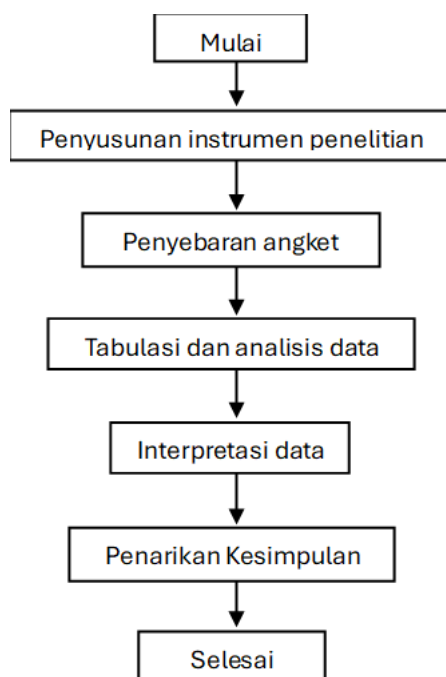 Mulai
Penyusunan instrumen penelitian
Penyebaran angket
Tabulasi dan analisis data
Interpretasi data
Penarikan Kesimpulan
Selesai